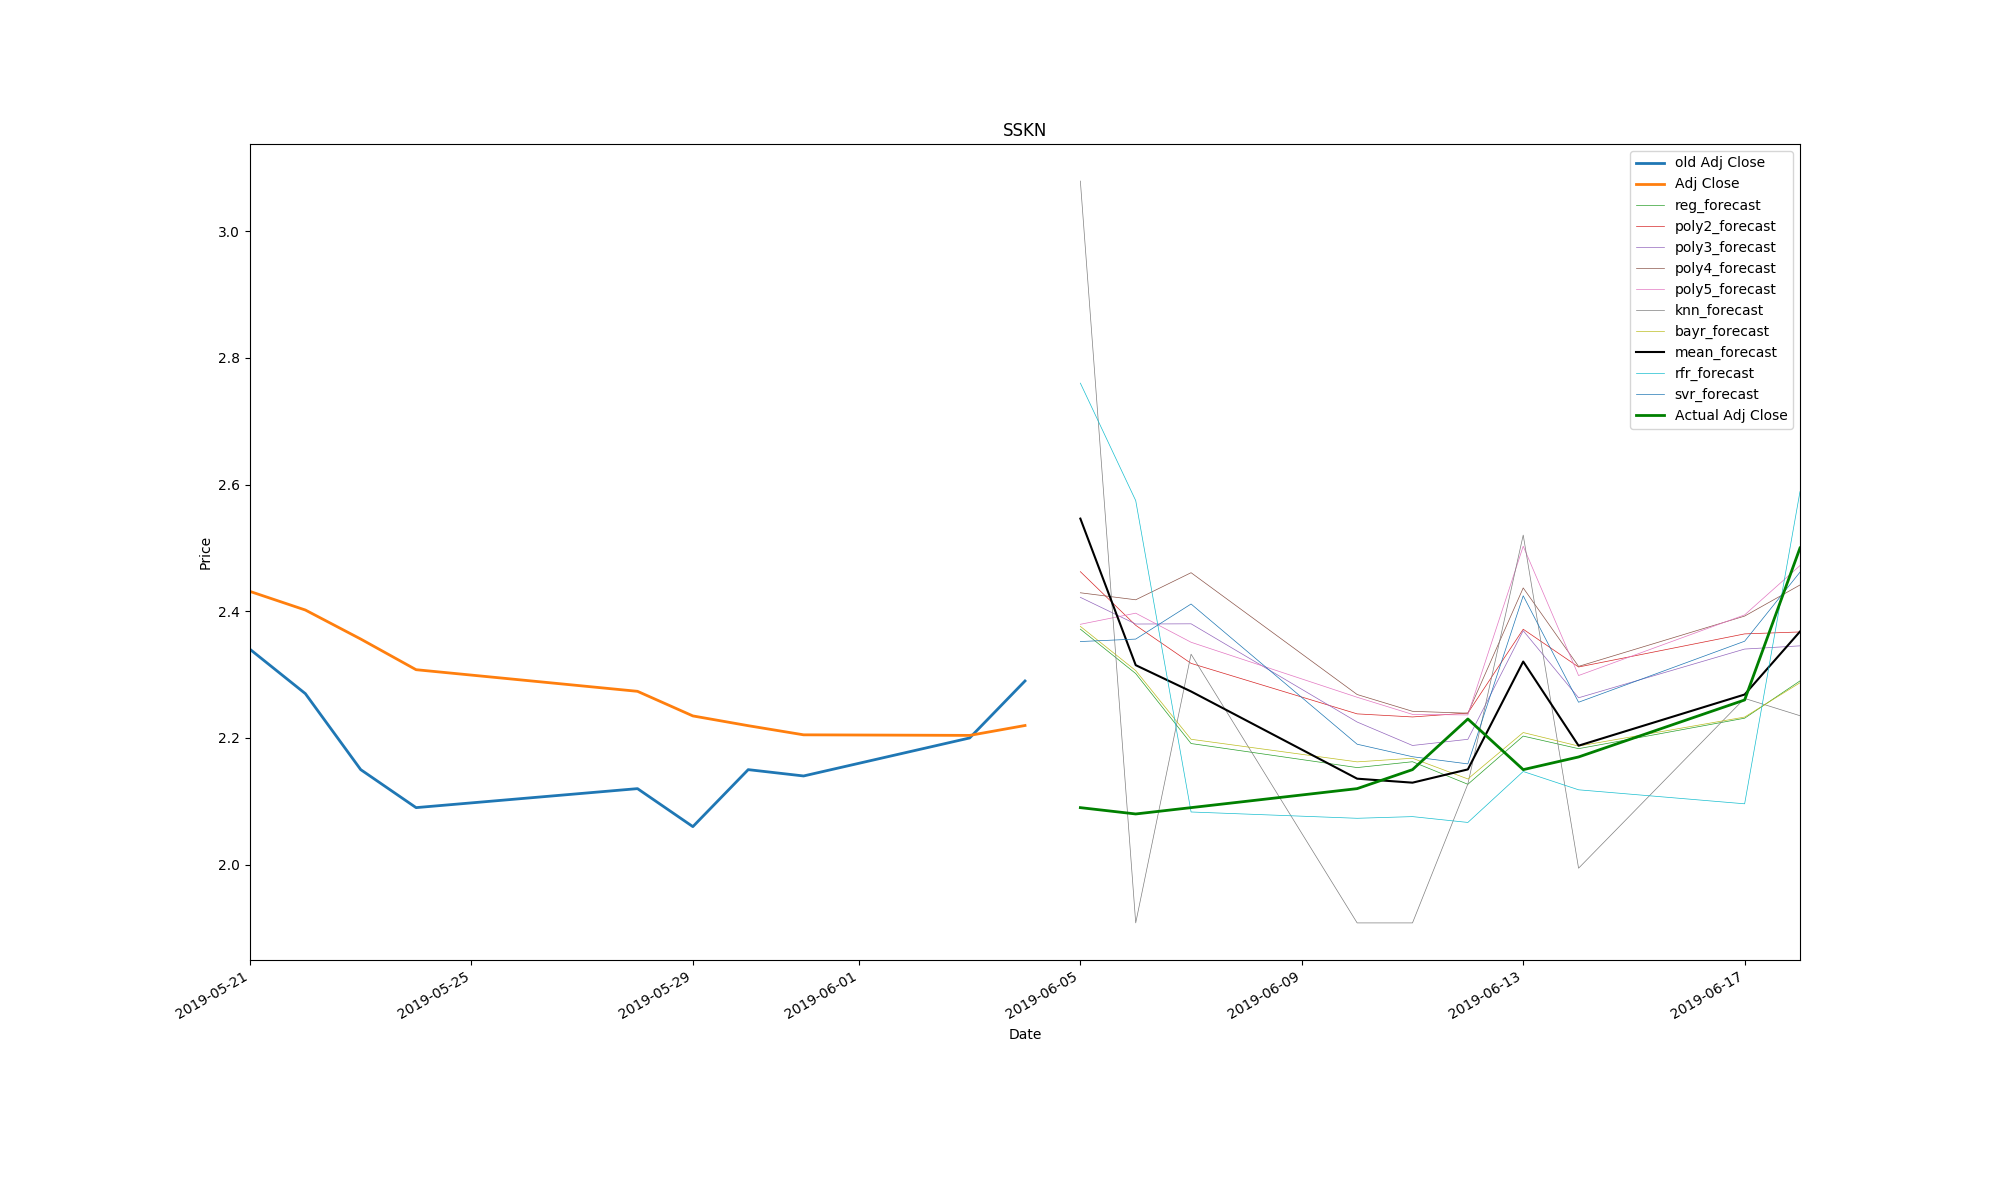 SSKN
old Adj Close
Adj Close
reg_forecast
poly2_forecast
poly3_forecast
poly4_forecast
poly5_forecast
knn_forecast
bayr_forecast
mean_forecast
rfr_forecast
svr_forecast
Actual Adj Close
3.0
2.8
2.6
2.4
2.2
2.0
Price
2019-05-21
2019-05-25
2019-05-29
2019-06-01
2019-06-05
2019-06-09
2019-06-13
2019-06-17
Date